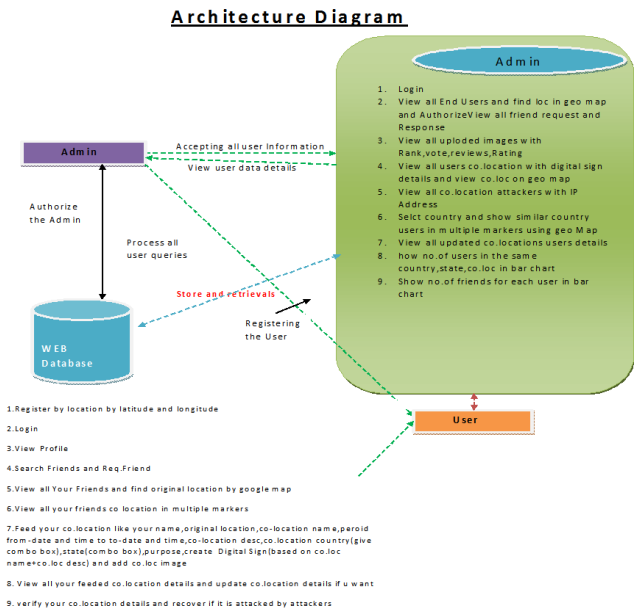 Architecture Diagram
Admin
1. Login
2. View all End Users and find loc in geo map
and AuthorizeView all friend request and
Response
3. View all uploded images with
Rank,vote,reviews,Rating
4. View all users co.location with digital sign
details and view co.loc on geo map
5. View all co.location attackers with IP
Address
6. Selct country and show similar country
users in multiple markers using geo Map
7. View all updated co.locations users details
8. how no.of users in the same
country,state,co.loc in bar chart
9. Show no.of friends for each user in bar
chart
Admin
Accepting all user Information
View user data details
Authorize
the Admin
Process all
user queries
Store and retrievals
Registering
the User
WEB
Database
User
1.Register by location by latitude and longitude
2.Login
3.View Profile
4.Search Friends and Req.Friend
5.View all Your Friends and find original location by google map
6.View all your friends co location in multiple markers
7.Feed your co.location like your name,original location,co-location name,peroid
from-date and time to to-date and time,co-location desc,co.location country(give
combo box),state(combo box),purpose,create Digital Sign(based on co.loc
name+co.loc desc) and add co.loc image
8. View all your feeded co.location details and update co.location details if u want
9. verify your co.location details and recover if it is attacked by attackers